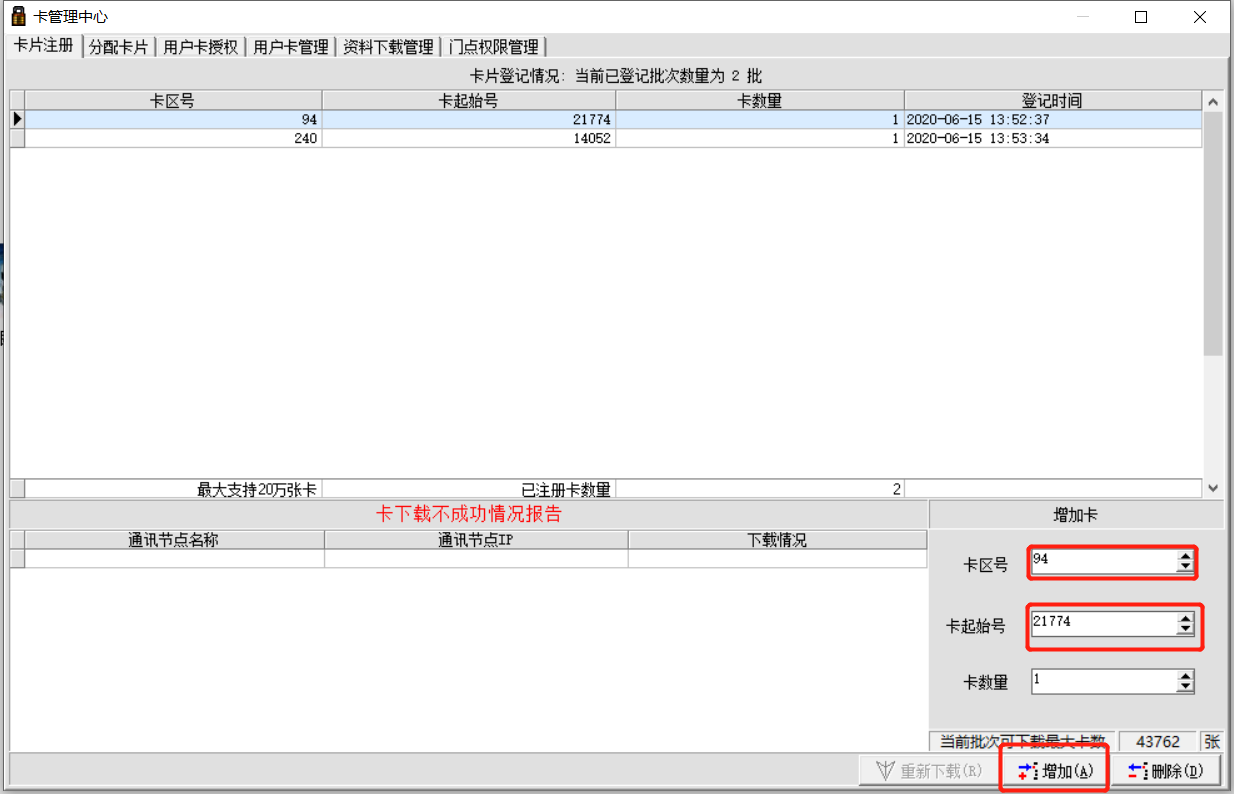 卡管理中心
卡片注册 分配卡片 用户卡授权 用户卡管理 资料下载管理 门点权限管理
卡片登记情况: 当前已登记批次数量为 2 批
卡区号 卡起始号 卡数量 登记时间
94 21774 1 2020-06-15 13:52:37
240 14052 1 2020-06-15 13:53:34
最大支持20万张卡 已注册卡数量 2
卡下载不成功情况报告 增加卡
通讯节点名称 通讯节点IP 下载情况
卡区号 94
卡起始号 21774
卡数量 1
当前批次可下载最大卡数 43762 张
重新下载(R) 增加(A) 删除(D)